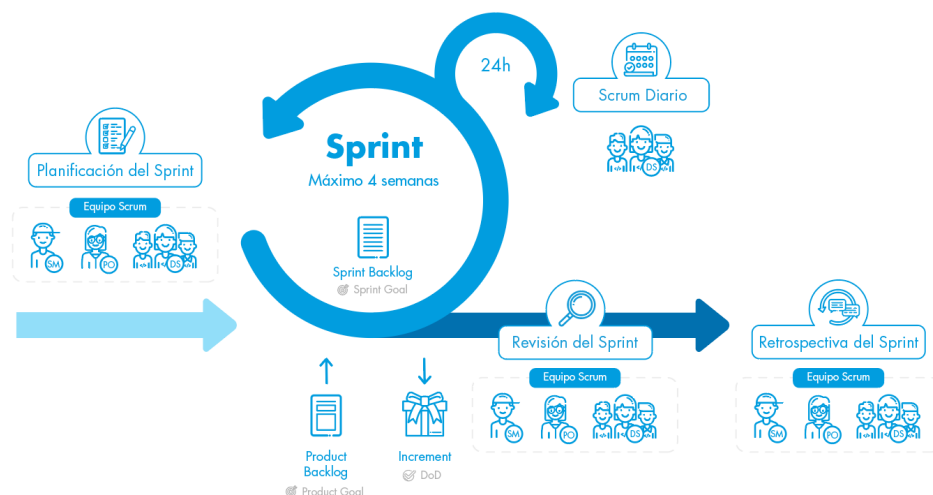 24h
Scrum Diario
DS
Sprint
Máximo 4 semanas
Planificación del Sprint
Equipo Scrum
SM
PO
DS
Sprint Backlog
Sprint Goal
Revisión del Sprint
Equipo Scrum
SM
PO
DS
Retrospectiva del Sprint
Equipo Scrum
SM
PO
DS
Product
Backlog
Product Goal
Increment
DoD